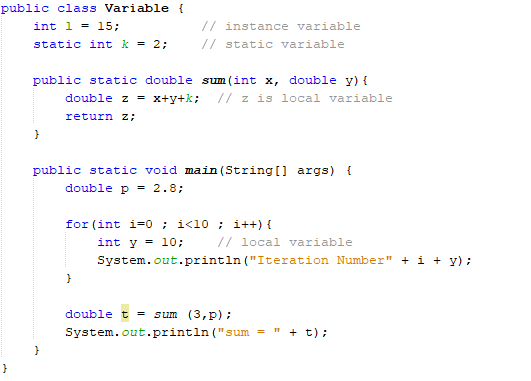 public class Variable {
int l = 15; // instance variable
static int k = 2; // static variable
public static double sum(int x, double y){
double z = x+y+k; // z is local variable
return z;
}
public static void main(String[] args) {
double p = 2.8;
for(int i=0 ; i<10 ; i++){
int y = 10; // local variable
System.out.println("Iteration Number" + i + y);
}
double t = sum (3,p);
System.out.println("sum = " + t);
}
}